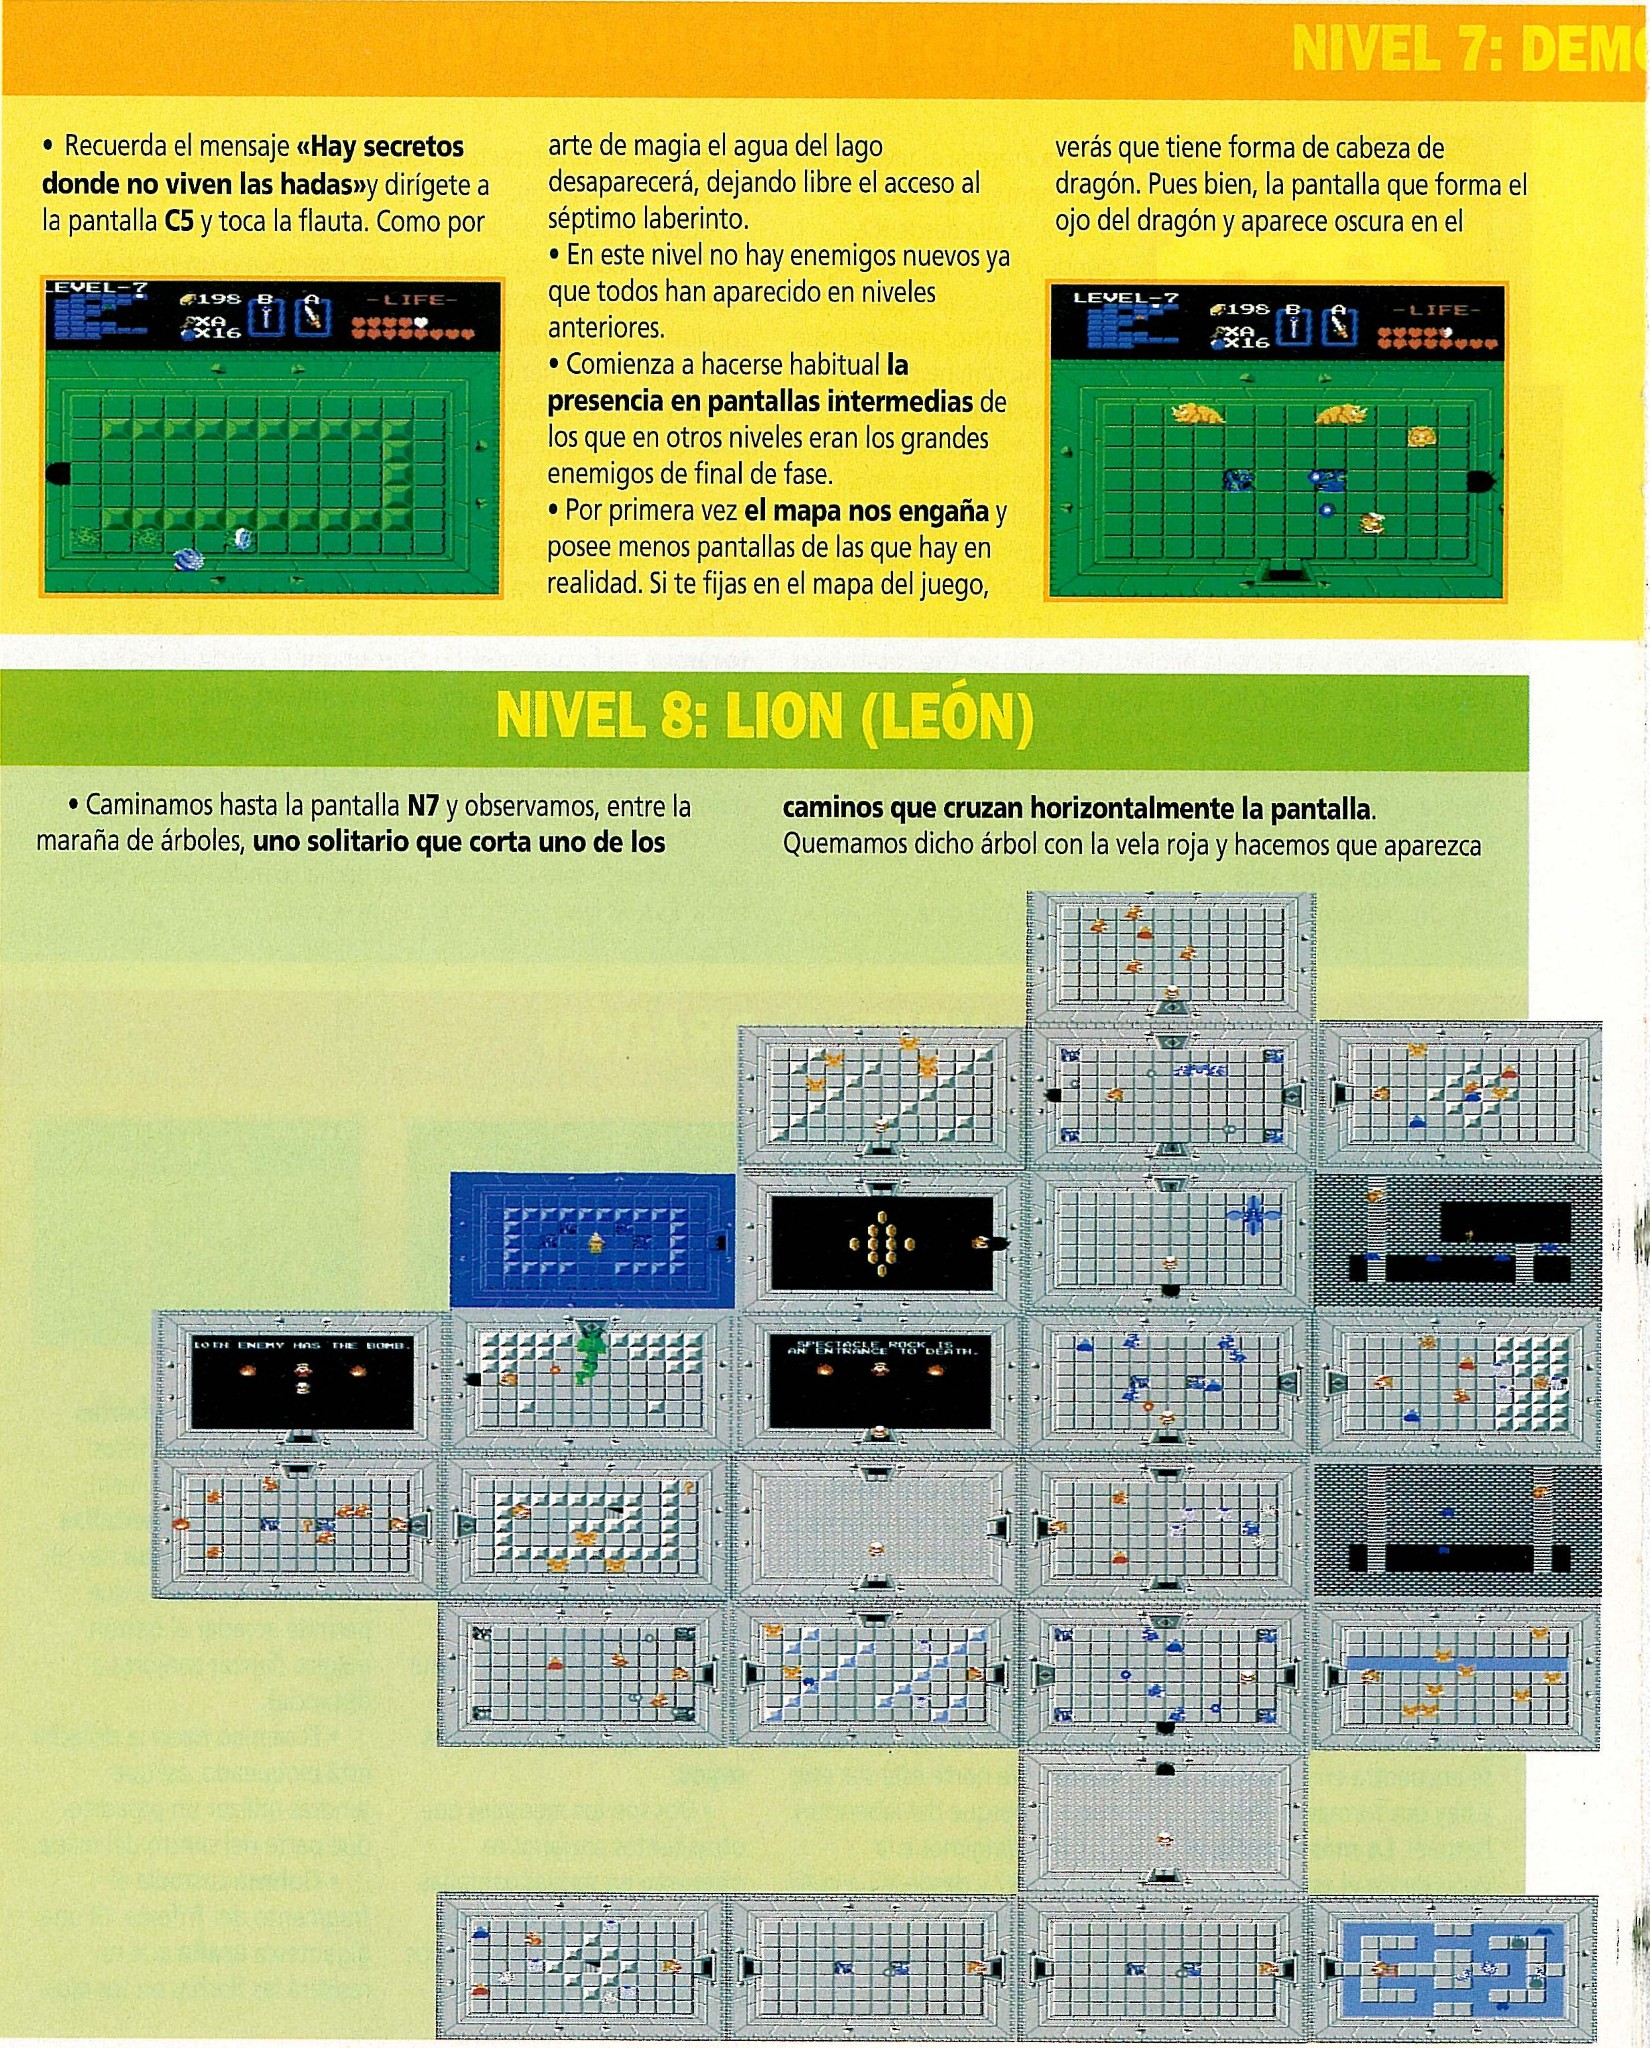 NIVEL 7: DEMO
• Recuerda el mensaje «Hay secretos
donde no viven las hadas»y dirígete a
la pantalla C5 y toca la flauta. Como por
LEVEL-7
198 B A -LIFE-
XA
X16
arte de magia el agua del lago
desaparecerá, dejando libre el acceso al
séptimo laberinto.
• En este nivel no hay enemigos nuevos ya
que todos han aparecido en niveles
anteriores.
• Comienza a hacerse habitual la
presencia en pantallas intermedias de
los que en otros niveles eran los grandes
enemigos de final de fase.
• Por primera vez el mapa nos engaña y
posee menos pantallas de las que hay en
realidad. Si te fijas en el mapa del juego,
verás que tiene forma de cabeza de
dragón. Pues bien, la pantalla que forma el
ojo del dragón y aparece oscura en el
LEVEL-7
198 B A -LIFE-
XA
X16
NIVEL 8: LION (LEÓN)
• Caminamos hasta la pantalla N7 y observamos, entre la
maraña de árboles, uno solitario que corta uno de los
caminos que cruzan horizontalmente la pantalla.
Quemamos dicho árbol con la vela roja y hacemos que aparezca
10TH ENEMY HAS THE BOMB.
SPECTACLE ROCK IS
AN ENTRANCE TO DEATH.